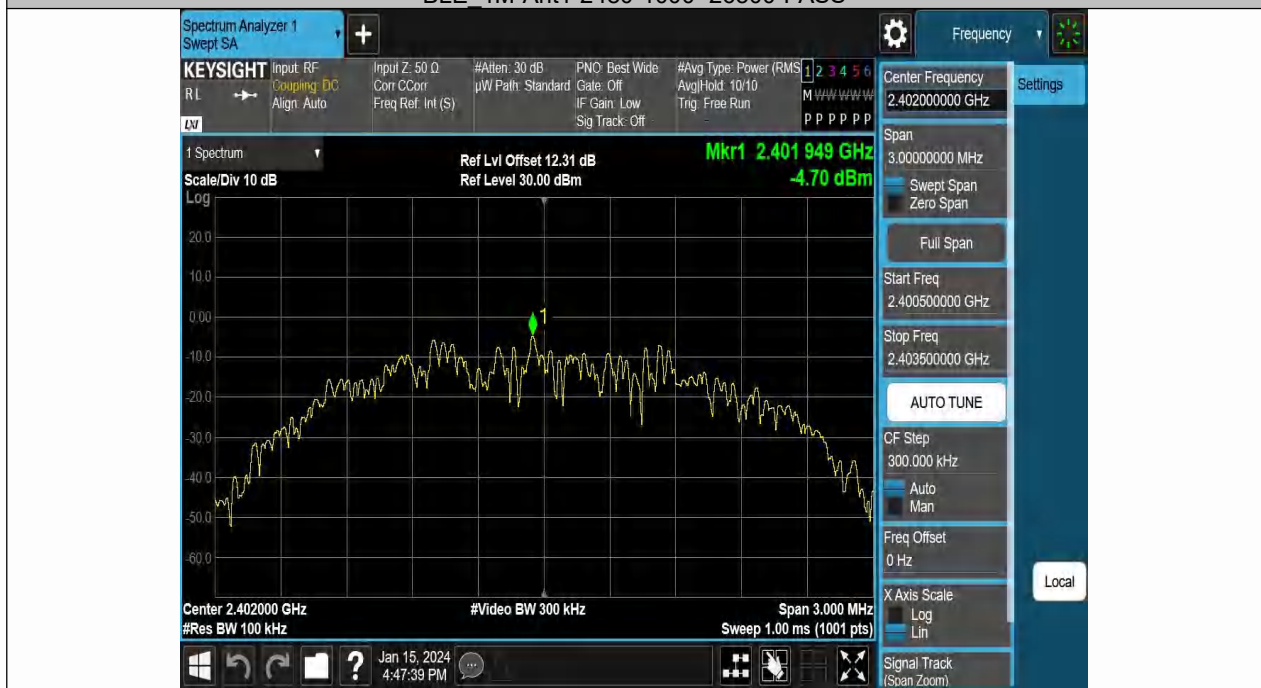 Spectrum Analyzer 1
Swept SA
+
Frequency
KEYSIGHT
RL
LXI
Input: RF
Coupling: DC
Align: Auto
Input Z: 50 Ω
Corr CCorr
Freq Ref: Int (S)
#Atten: 30 dB
µW Path: Standard
PNO: Best Wide
Gate: Off
IF Gain: Low
Sig Track: Off
#Avg Type: Power (RMS
Avg|Hold: 10/10
Trig: Free Run
1 2 3 4 5 6
M W W W W W
P P P P P P
Center Frequency
2.402000000 GHz
Settings
1 Spectrum
Scale/Div 10 dB
Ref Lvl Offset 12.31 dB
Ref Level 30.00 dBm
Mkr1 2.401 949 GHz
-4.70 dBm
Span
3.00000000 MHz
Swept Span
Zero Span
Full Span
Start Freq
2.400500000 GHz
Stop Freq
2.403500000 GHz
AUTO TUNE
CF Step
300.000 kHz
Auto
Man
Freq Offset
0 Hz
X Axis Scale
Log
Lin
Signal Track
(Span Zoom)
Local
Log
20.0
10.0
0.00
-10.0
-20.0
-30.0
-40.0
-50.0
-60.0
1
Center 2.402000 GHz
#Res BW 100 kHz
#Video BW 300 kHz
Span 3.000 MHz
Sweep 1.00 ms (1001 pts)
?
Jan 15, 2024
4:47:39 PM